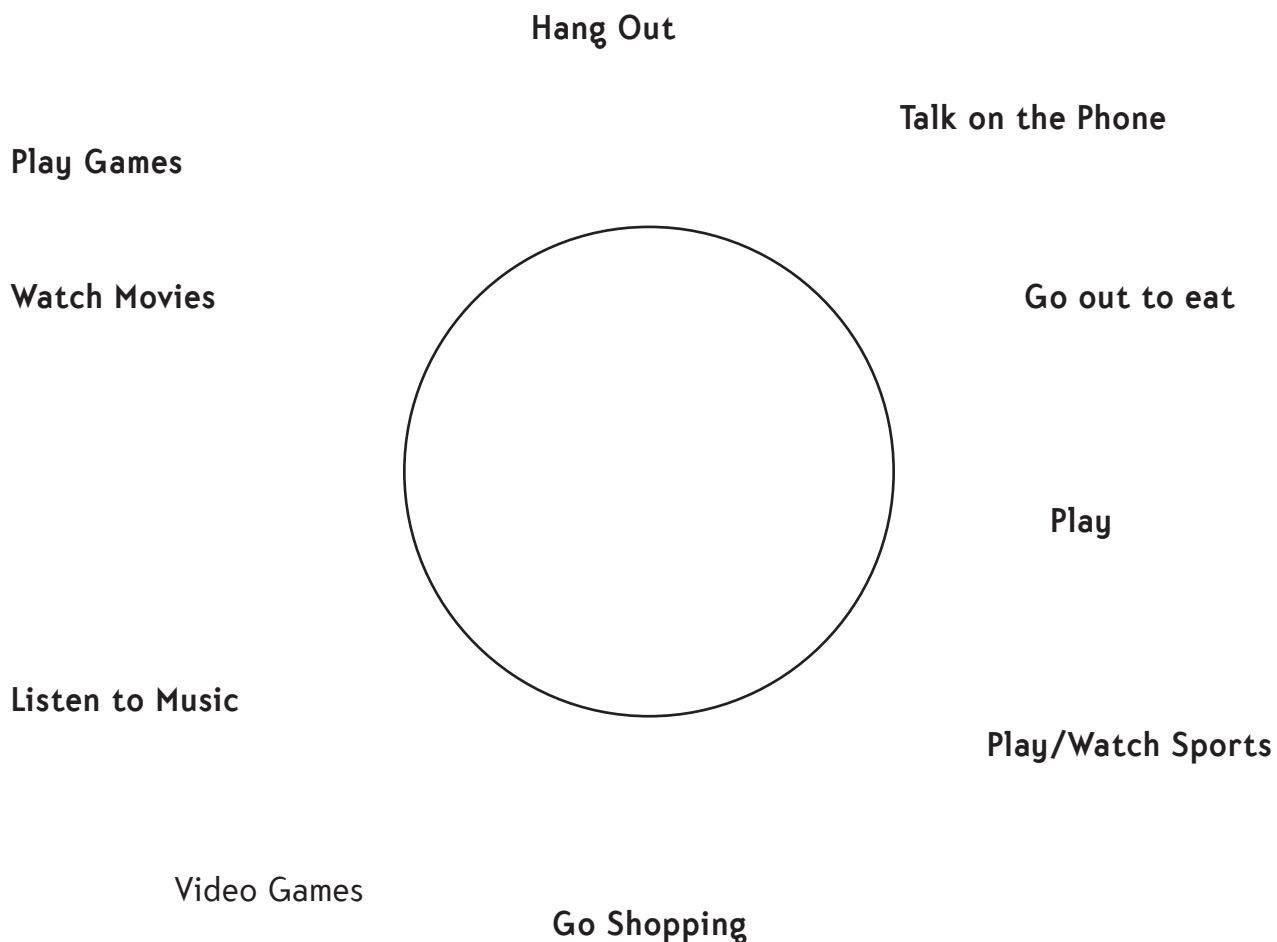 Hang Out
Talk on the Phone
Play Games
Watch Movies
Go out to eat
Play
Listen to Music
Play/Watch Sports
Video Games
Go Shopping